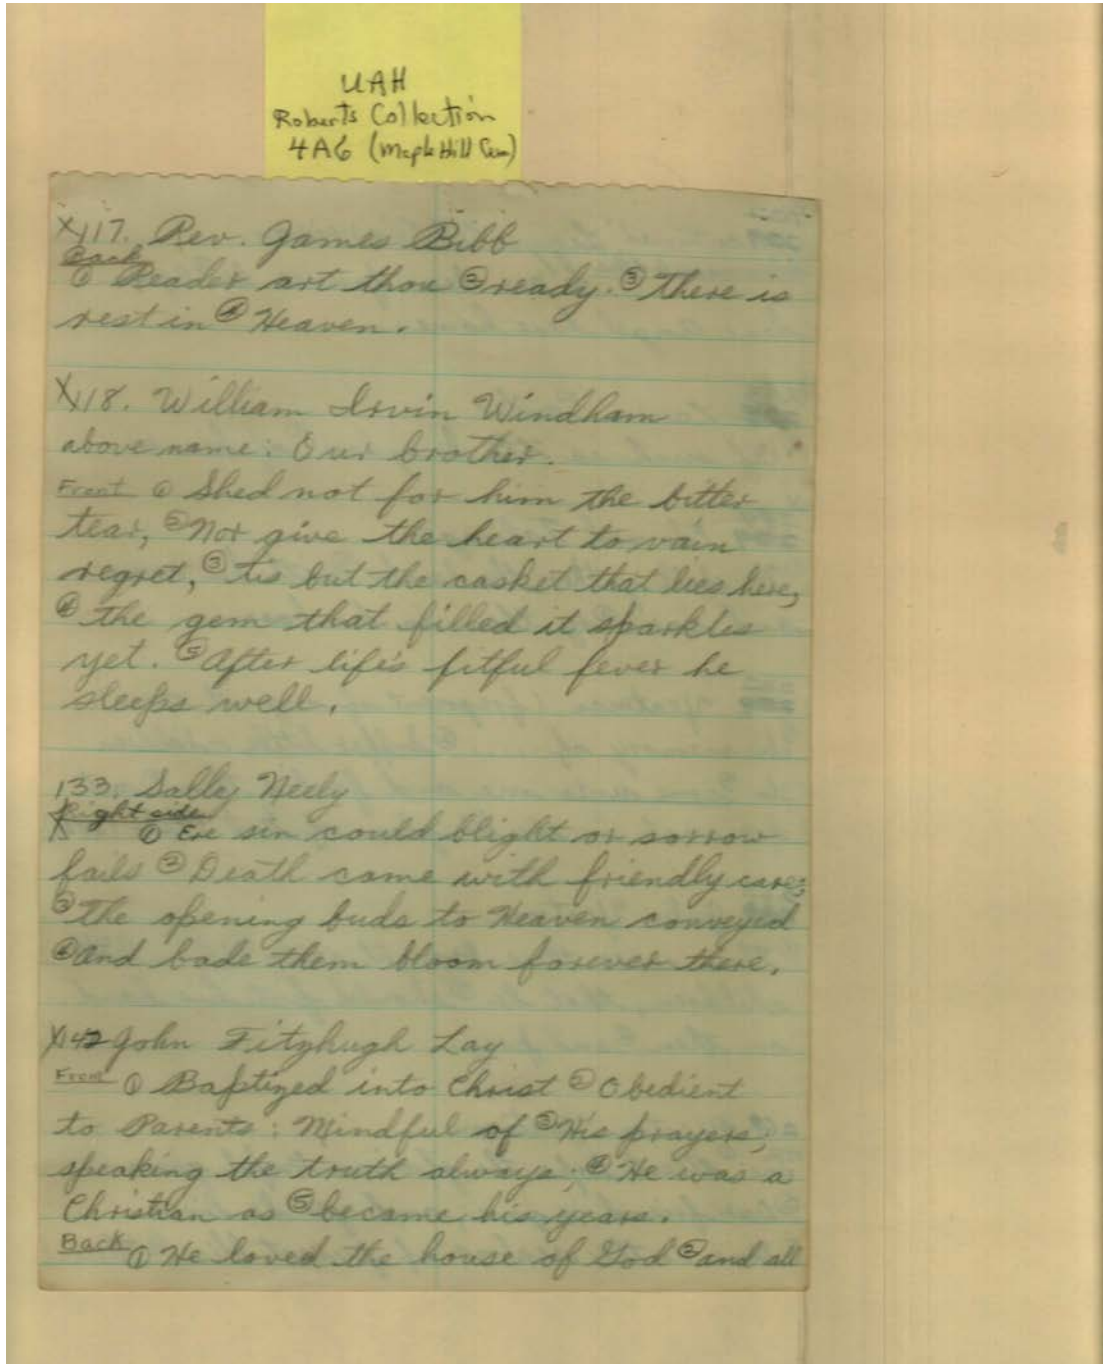 UAH
Roberts Collection
4A6 (Maple Hill Cem)
X117. Rev. James Bibb
Back
① Reader art thou ② ready. ③ There is
rest in ④ Heaven.
X118. William Irvin Windham
above name: Our brother.
Front ① Shed not for him the bitter
tear, ② Nor give the heart to vain
regret, ③ tis but the casket that lies here,
④ the gem that filled it sparkles
yet. ⑤ After life's fitful fever he
sleeps well.
133. Sally Neely
Right side
X ① Ere sin could blight or sorrow
fails ② Death came with friendly care;
③ The opening buds to Heaven conveyed
④ And bade them bloom forever there.
X142 John Fitzhugh Lay
Front ① Baptized into Christ ② Obedient
to Parents: Mindful of ③ His prayers;
speaking the truth always; ④ He was a
Christian as ⑤ became his years.
Back ① He loved the house of God ② and all